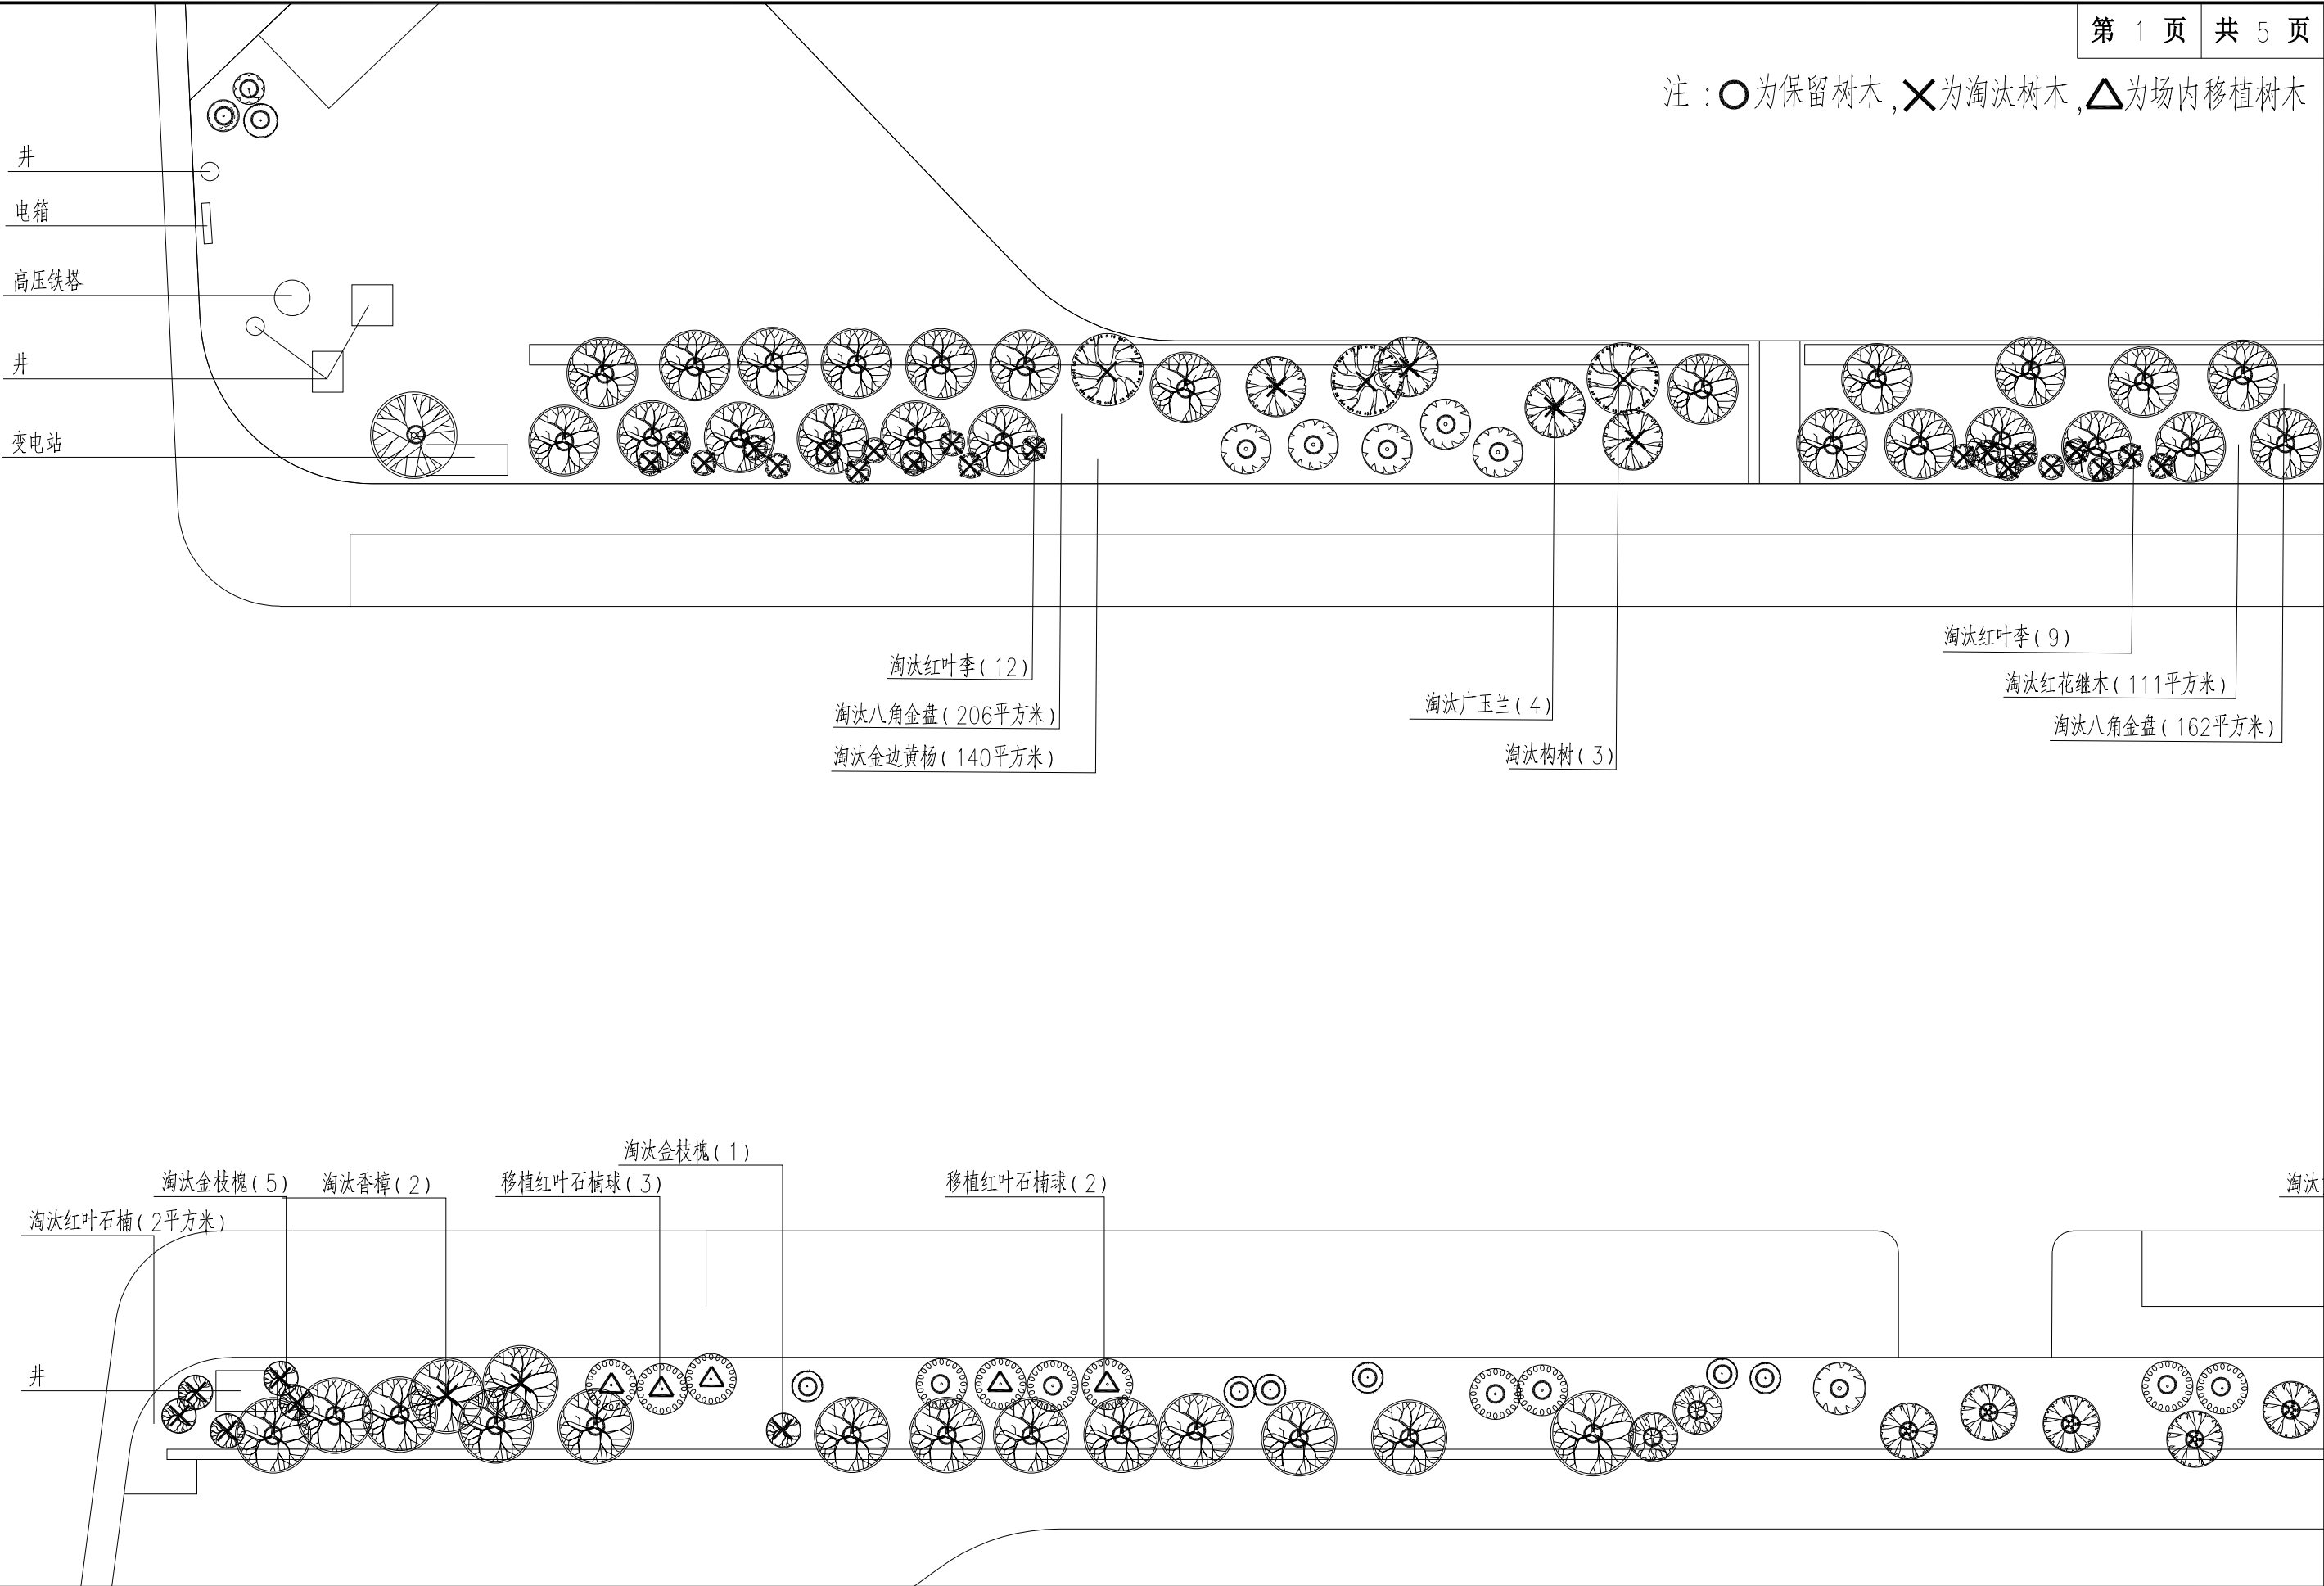 第 1 页 共 5 页
注:为保留树木,为淘汰树木,为场内移植树木
井
电箱
高压铁塔
井
变电站
淘汰红叶李(12)
淘汰八角金盘(206平方米)
淘汰金边黄杨(140平方米)
淘汰广玉兰(4)
淘汰构树(3)
淘汰红叶李(9)
淘汰红花继木(111平方米)
淘汰八角金盘(162平方米)
淘汰金枝槐(1)
淘汰金枝槐(5)
淘汰香樟(2)
移植红叶石楠球(3)
移植红叶石楠球(2)
淘汰
淘汰红叶石楠(2平方米)
井